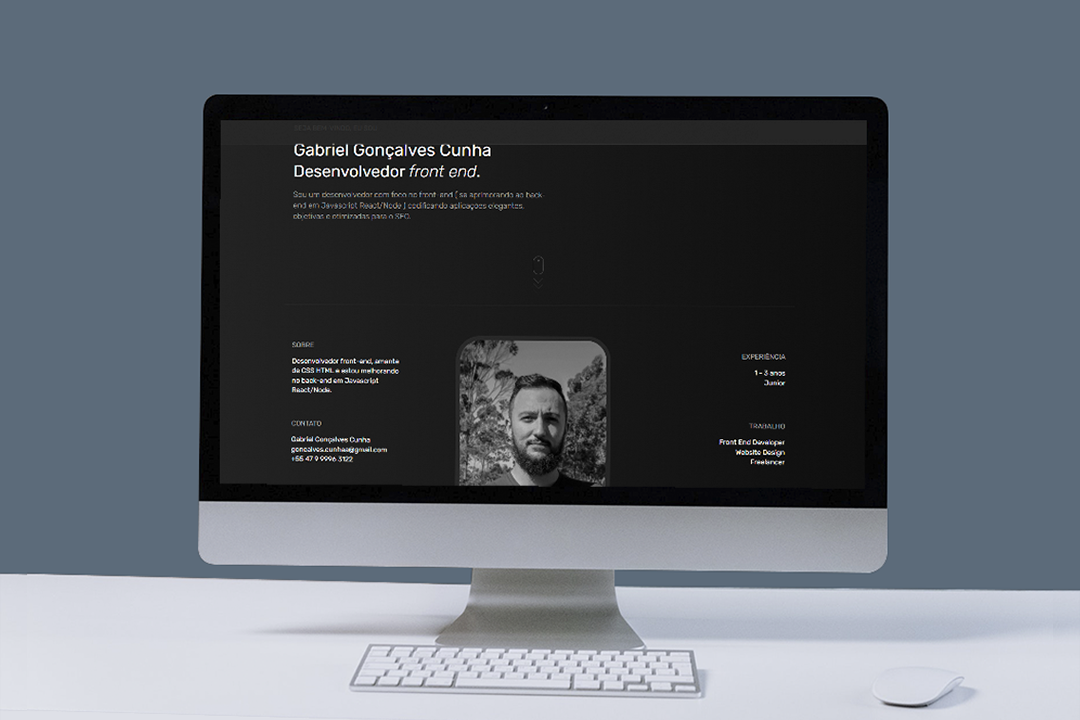 Gabriel Gonçalves Cunha
Desenvolvedor front end.
Sou um desenvolvedor com foco no front-end ( se aprimorando ao back-
end em Javascript React/Node ) codificando aplicações elegantes,
objetivas e otimizadas para o SEO.
SOBRE
Desenvolvedor front-end, amante
de CSS HTML e estou melhorando
no back-end em Javascript
React/Node.
EXPERIÊNCIA
1 - 3 anos
Junior
CONTATO
Gabriel Gonçalves Cunha
goncalves.cunhaa@gmail.com
+55 47 9 9996 3122
TRABALHO
Front End Developer
Website Design
Freelancer